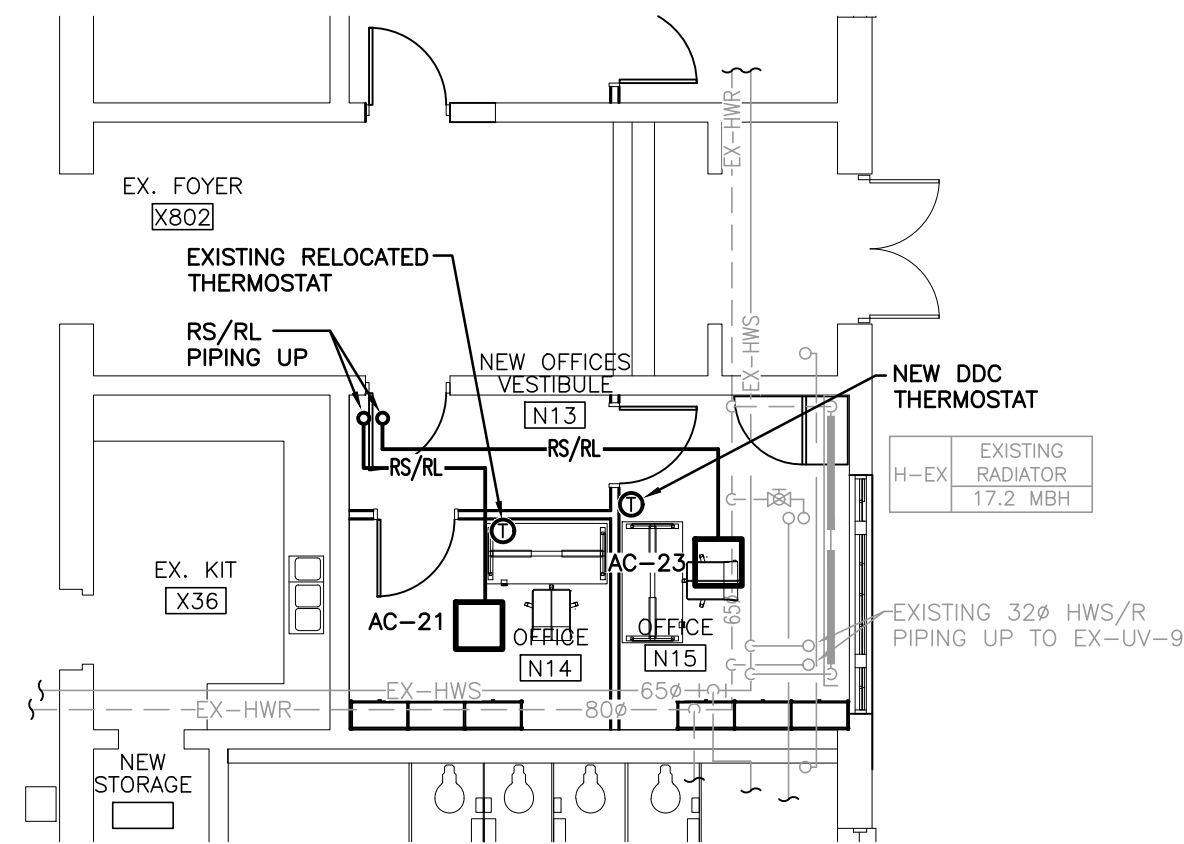 EX-HWR
EX. FOYER
X802
EXISTING RELOCATED
THERMOSTAT
RS/RL
PIPING UP
EX-HWS
NEW OFFICES
VESTIBULE
N13
NEW DDC
THERMOSTAT
RS/RL
RS/RL
H-EX
EXISTING
RADIATOR
17.2 MBH
T
T
EX. KIT
X36
AC-23
AC-21
65ø
OFFICE
N14
OFFICE
N15
EXISTING 32ø HWS/R
PIPING UP TO EX-UV-9
EX-HWS
65ø
EX-HWR
80ø
NEW
STORAGE